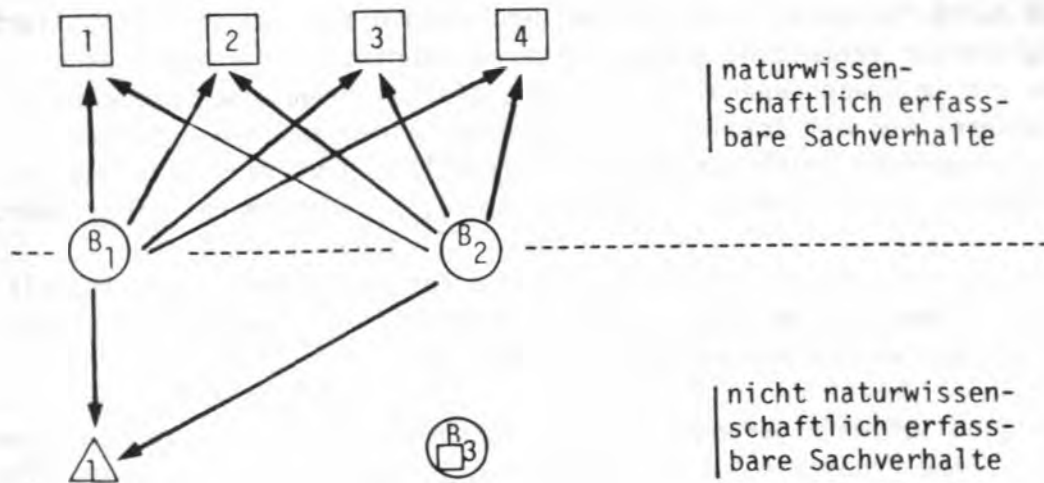 1 2 3 4
naturwissen-
schaftlich erfass-
bare Sachverhalte
B1 B2
nicht naturwissen-
schaftlich erfass-
bare Sachverhalte
1 B3